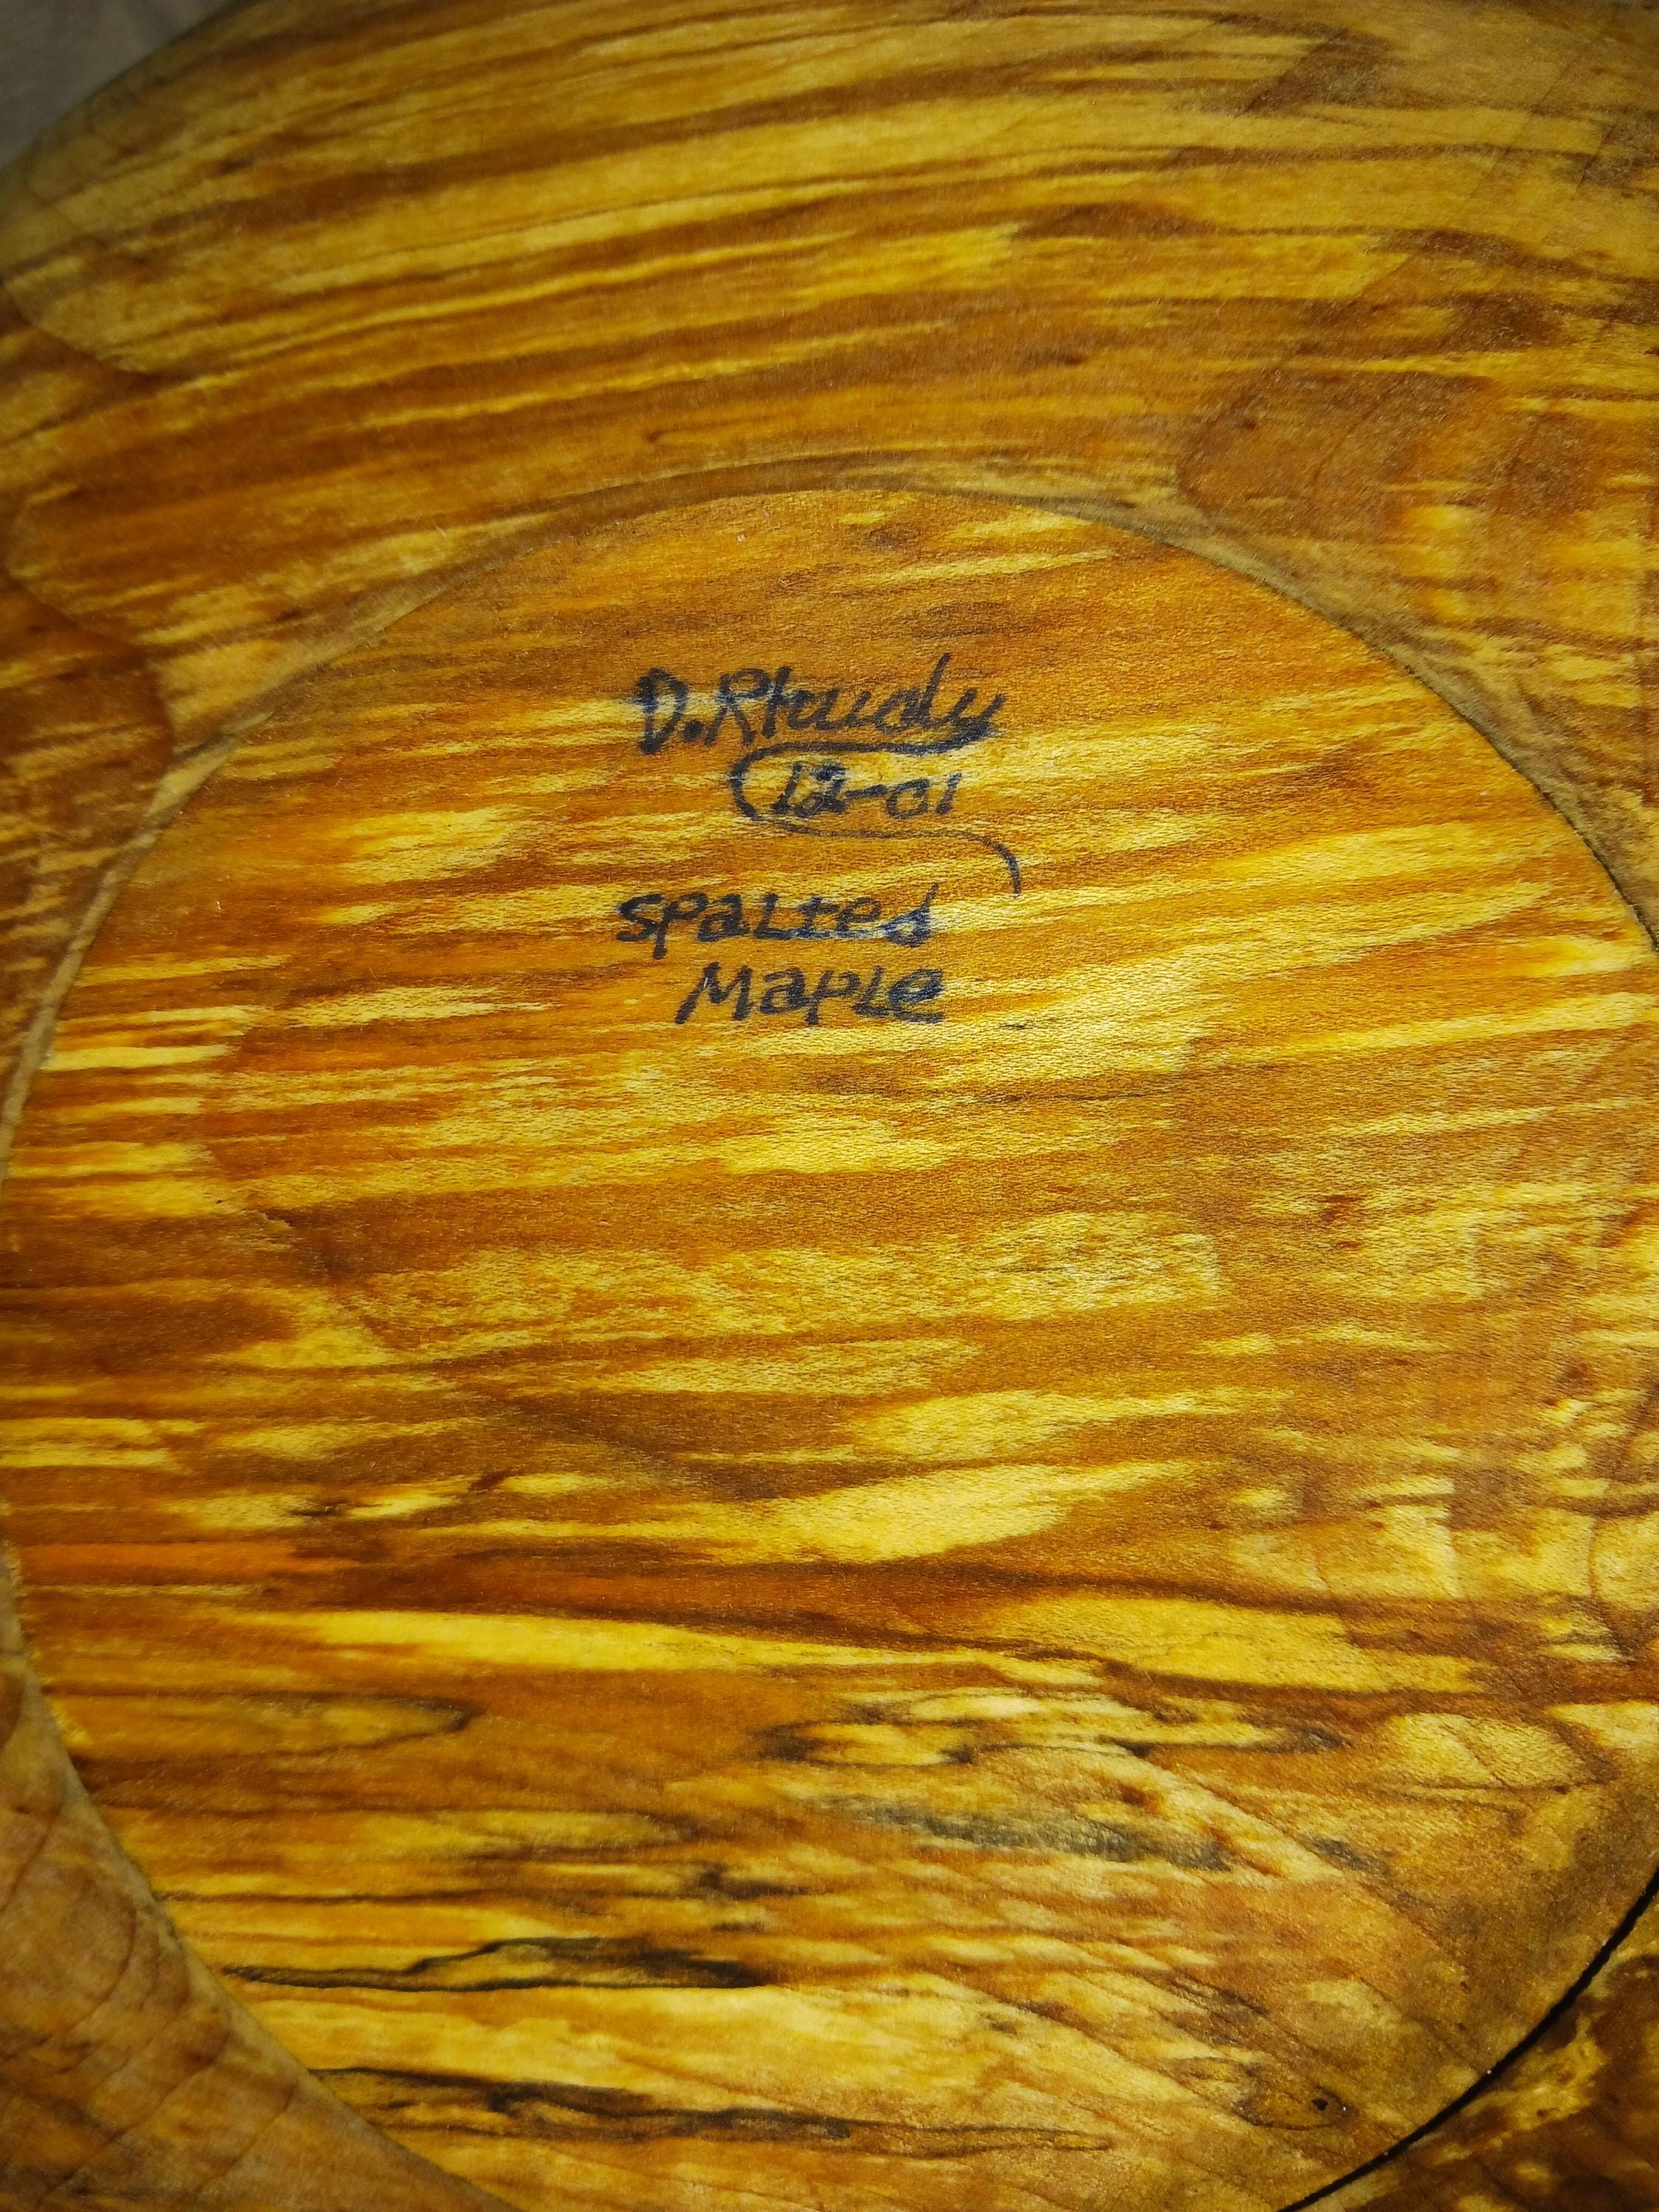 D. Rhudy
12-01
spalted
Maple